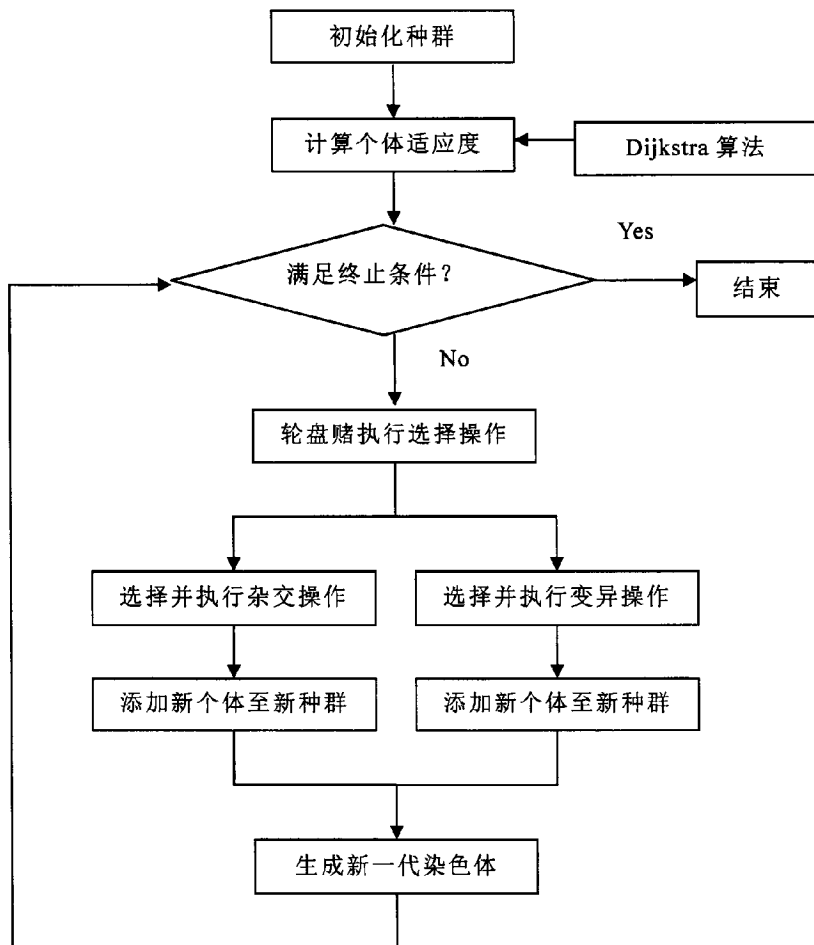 初始化种群
计算个体适应度
Dijkstra 算法
Yes
满足终止条件？
结束
No
轮盘赌执行选择操作
选择并执行杂交操作
选择并执行变异操作
添加新个体至新种群
添加新个体至新种群
生成新一代染色体